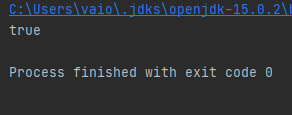 C:\Users\vaio\.jdks\openjdk-15.0.2\
true
Process finished with exit code 0